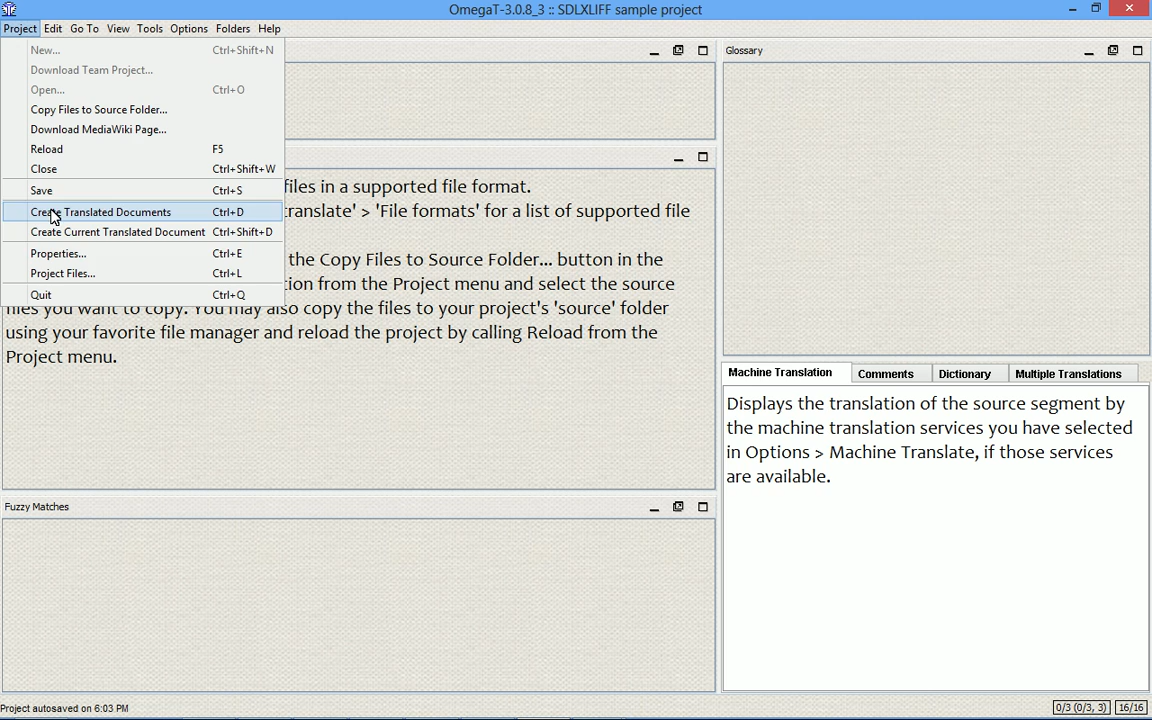 OmegaT-3.0.8_3 :: SDLXLIFF sample project
Project Edit Go To View Tools Options Folders Help
New... Ctrl+Shift+N
Download Team Project...
Open... Ctrl+O
Copy Files to Source Folder...
Download MediaWiki Page...
Reload F5
Close Ctrl+Shift+W
Save Ctrl+S
Create Translated Documents Ctrl+D
Create Current Translated Document Ctrl+Shift+D
Properties... Ctrl+E
Project Files... Ctrl+L
Quit Ctrl+Q
files in a supported file format.
translate' > 'File formats' for a list of supported file
the Copy Files to Source Folder... button in the
ion from the Project menu and select the source
files you want to copy. You may also copy the files to your project's 'source' folder
using your favorite file manager and reload the project by calling Reload from the
Project menu.
Fuzzy Matches
Glossary
Machine Translation Comments Dictionary Multiple Translations
Displays the translation of the source segment by
the machine translation services you have selected
in Options > Machine Translate, if those services
are available.
Project autosaved on 6:03 PM
0/3 (0/3, 3) 16/16